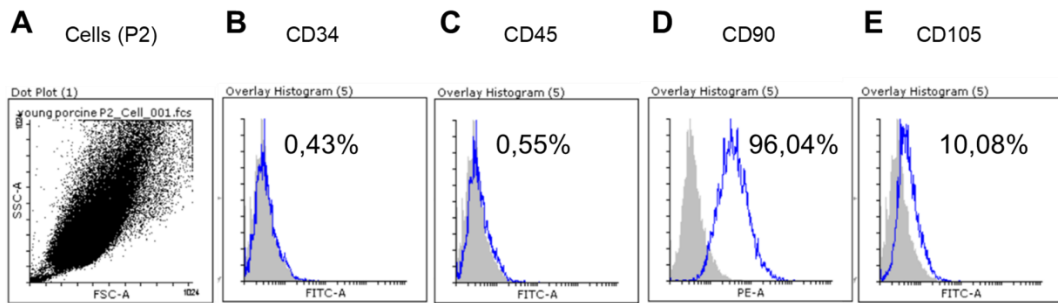 A Cells (P2)
B CD34
C CD45
D CD90
E CD105
Dot Plot (1)
Overlay Histogram (5)
Overlay Histogram (5)
Overlay Histogram (5)
Overlay Histogram (5)
young porcine P2_Cell_001.fcs
1024
0,43%
0,55%
96,04%
10,08%
SSC-A
FSC-A
1024
FITC-A
FITC-A
PE-A
FITC-A